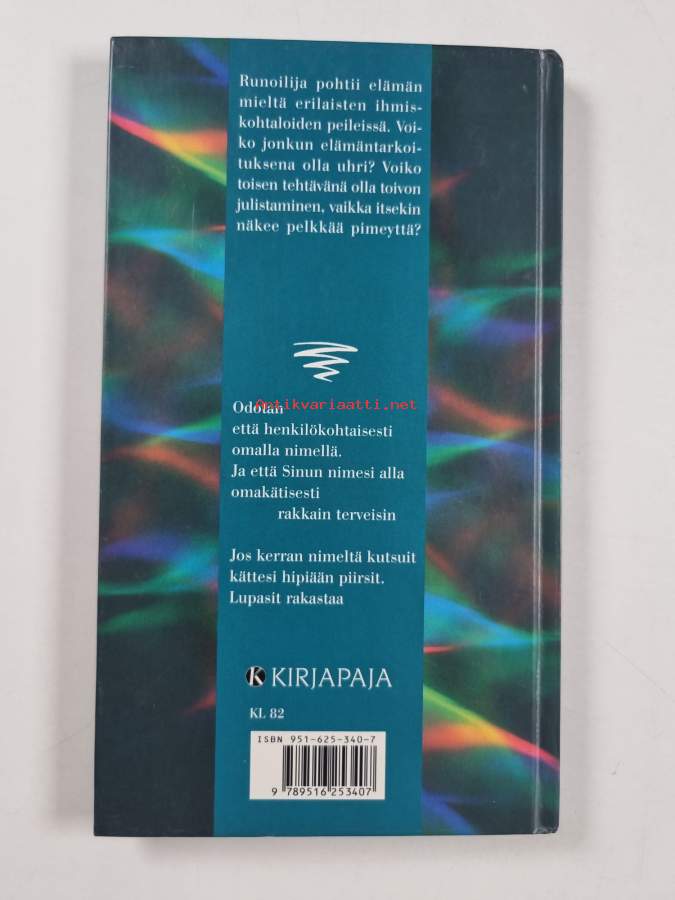 Runoilija pohtii elämän
mieltä erilaisten ihmis-
kohtaloiden peileissä. Voi-
ko jonkun elämäntarkoi-
tuksena olla uhri? Voiko
toisen tehtävänä olla toivon
julistaminen, vaikka itsekin
näkee pelkkää pimeyttä?
Antikvariaatti.net
Odotan
että henkilökohtaisesti
omalla nimellä.
Ja että Sinun nimesi alla
omakätisesti
rakkain terveisin
Jos kerran nimeltä kutsuit
kättesi hipiään piirsit.
Lupasit rakastaa
KIRJAPAJA
KL 82
ISBN 951-625-340-7
9 789516 253407